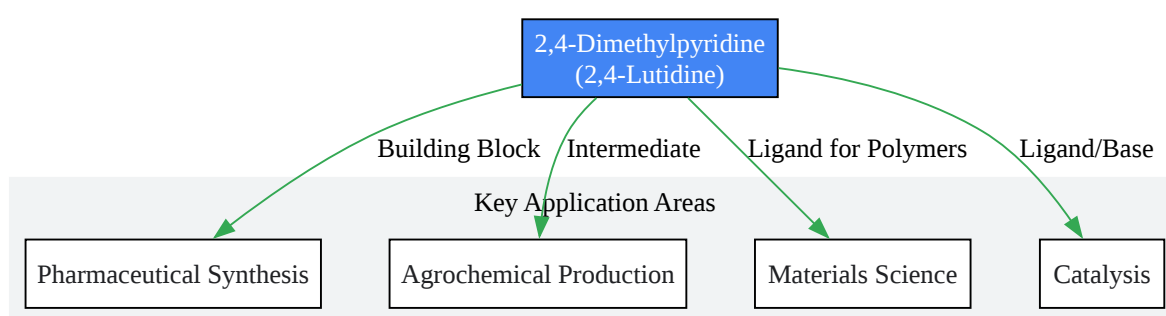 2,4-Dimethylpyridine
(2,4-Lutidine)
Building Block
Intermediate
Ligand for Polymers
Ligand/Base
Key Application Areas
Pharmaceutical Synthesis
Agrochemical Production
Materials Science
Catalysis